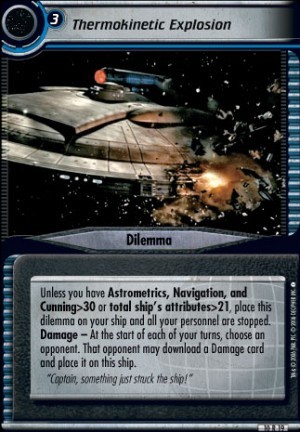 3
Thermokinetic Explosion
Dilemma
Unless you have Astrometrics, Navigation, and
Cunning>30 or total ship's attributes>21, place this
dilemma on your ship and all your personnel are stopped.
Damage – At the start of each of your turns, choose an
opponent. That opponent may download a Damage card
and place it on this ship.
"Captain, something just struck the ship!"